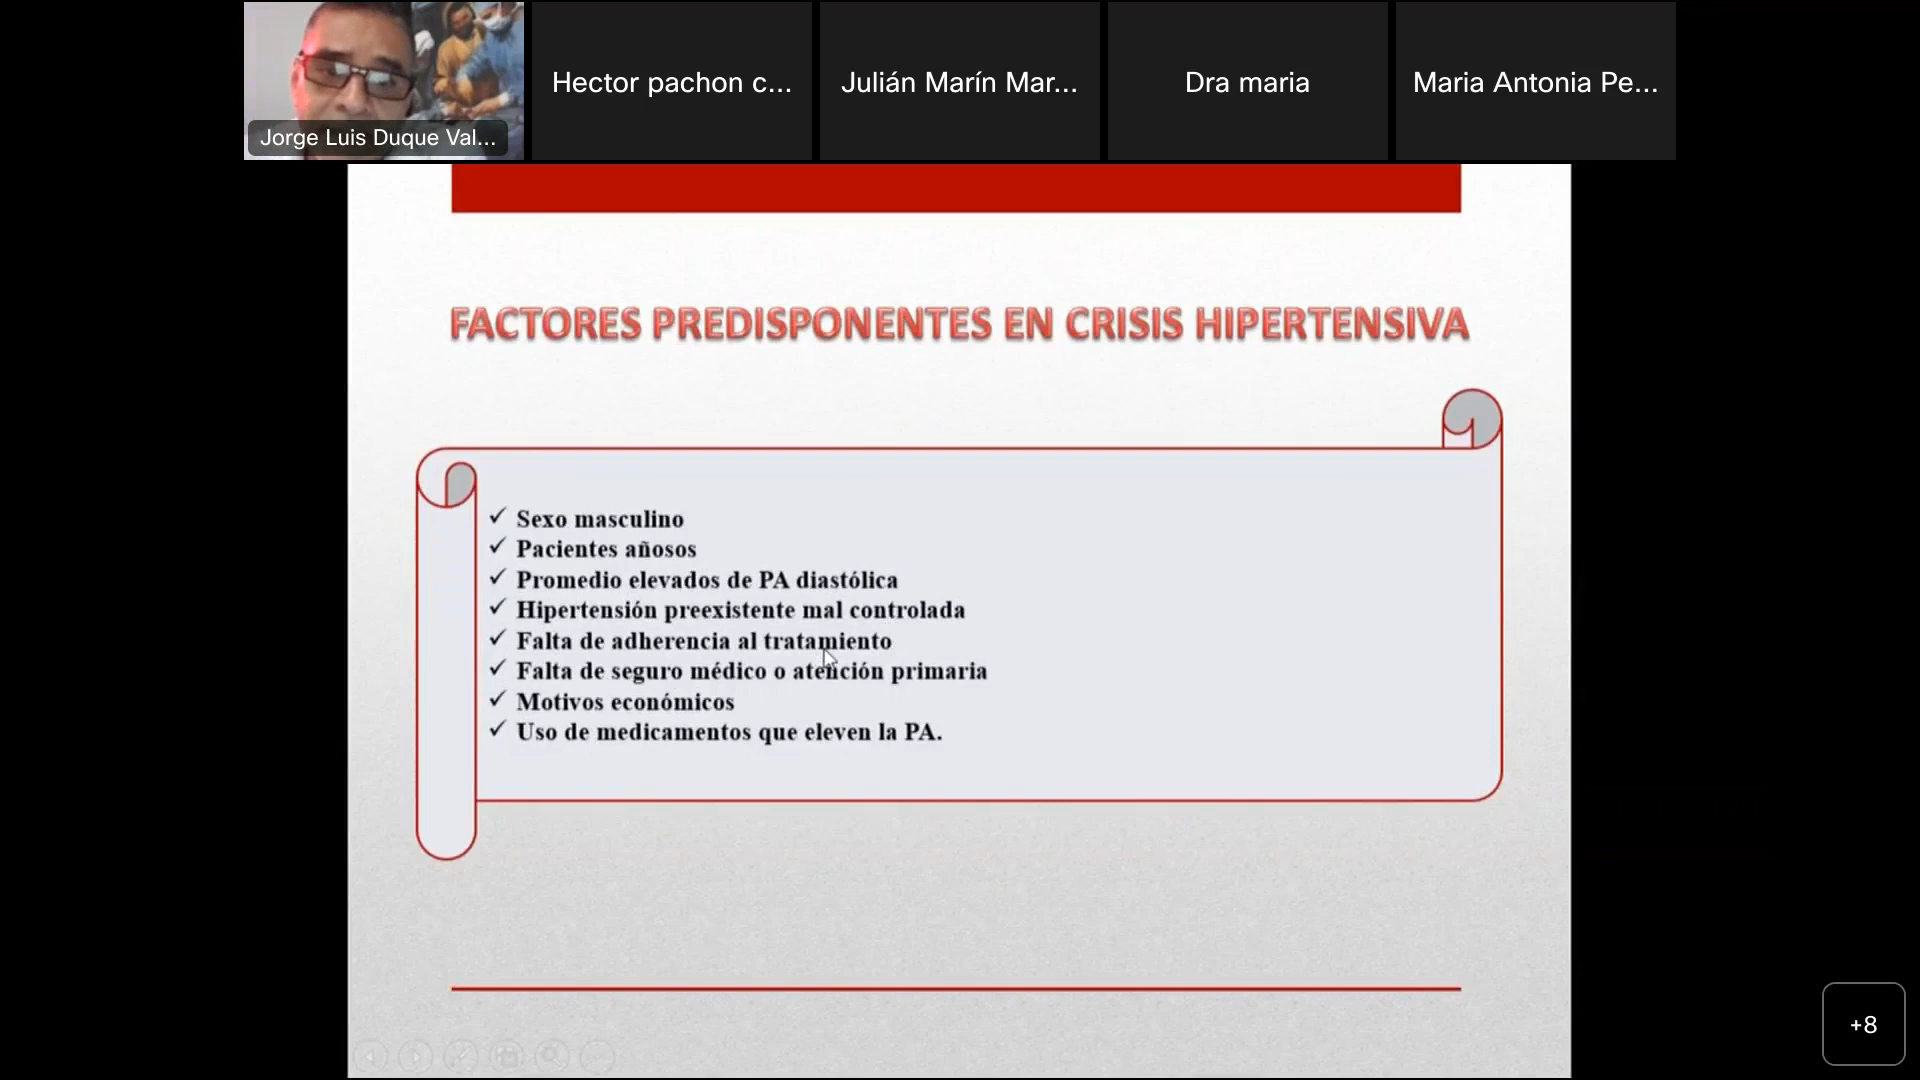 Jorge Luis Duque Val...
Hector pachon c...
Julián Marín Mar...
Dra maria
Maria Antonia Pe...
FACTORES PREDISPONENTES EN CRISIS HIPERTENSIVA
✓ Sexo masculino
✓ Pacientes añosos
✓ Promedio elevados de PA diastólica
✓ Hipertensión preexistente mal controlada
✓ Falta de adherencia al tratamiento
✓ Falta de seguro médico o atención primaria
✓ Motivos económicos
✓ Uso de medicamentos que eleven la PA.
+8